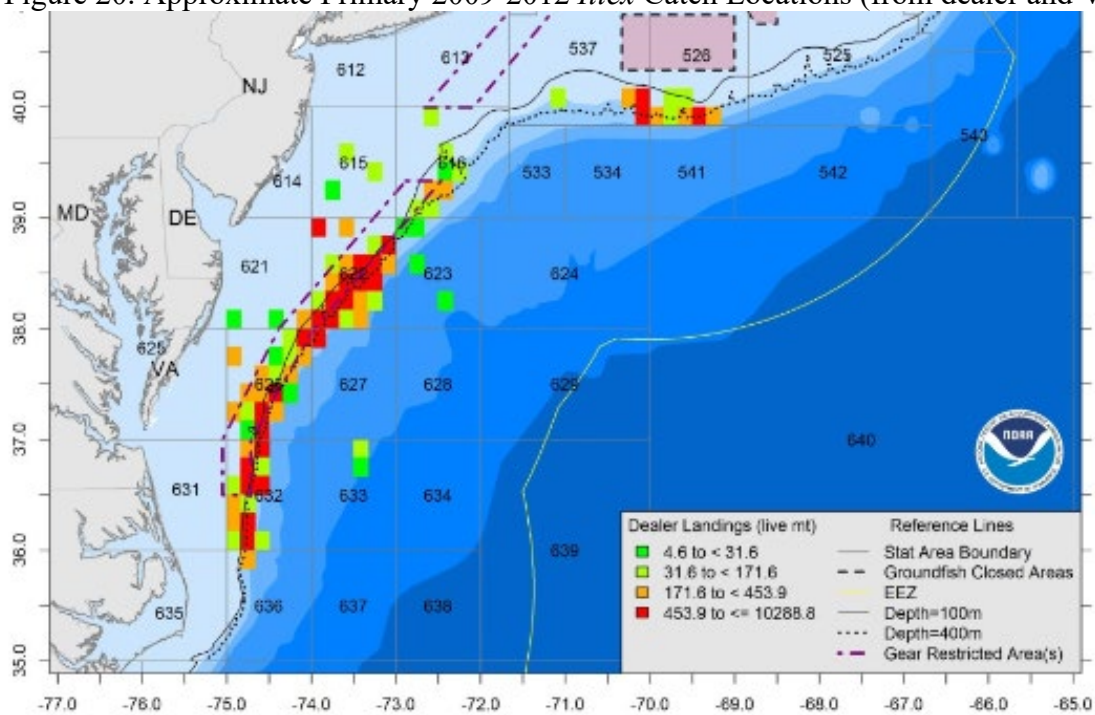 Figure 20: Approximate Primary 2009-2012 Illex Catch Locations (from dealer and
612
613
537
526
525
NJ
40.0
543
615
616
614
533
534
541
542
MD
DE
39.0
621
622
623
624
38.0
625
VA
626
627
628
629
37.0
NOAA
640
631
632
633
634
Dealer Landings (live mt)
4.6 to < 31.6
31.6 to < 171.6
171.6 to < 453.9
453.9 to <= 10288.8
Reference Lines
Stat Area Boundary
Groundfish Closed Areas
EEZ
Depth=100m
Depth=400m
Gear Restricted Area(s)
36.0
639
635
636
637
638
35.0
-77.0 -76.0 -75.0 -74.0 -73.0 -72.0 -71.0 -70.0 -69.0 -68.0 -67.0 -66.0 -65.0